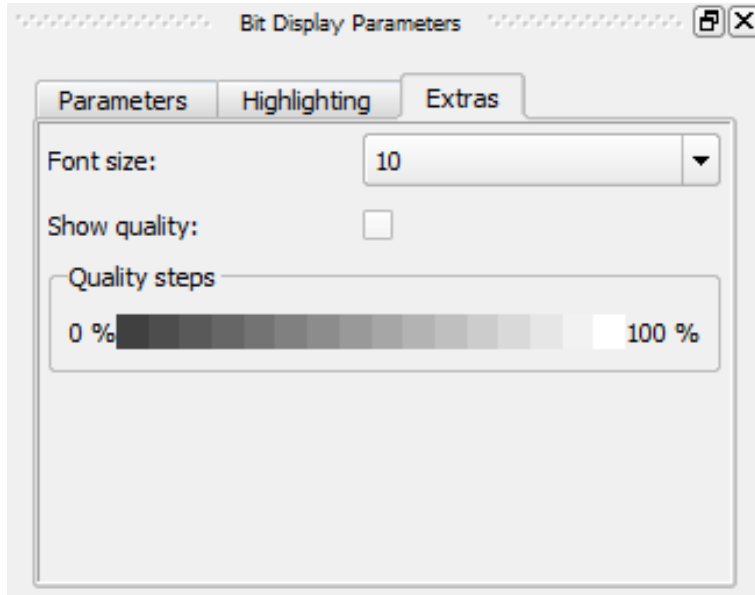 Bit Display Parameters
Parameters Highlighting Extras
Font size: 10
Show quality:
Quality steps
0 % 100 %